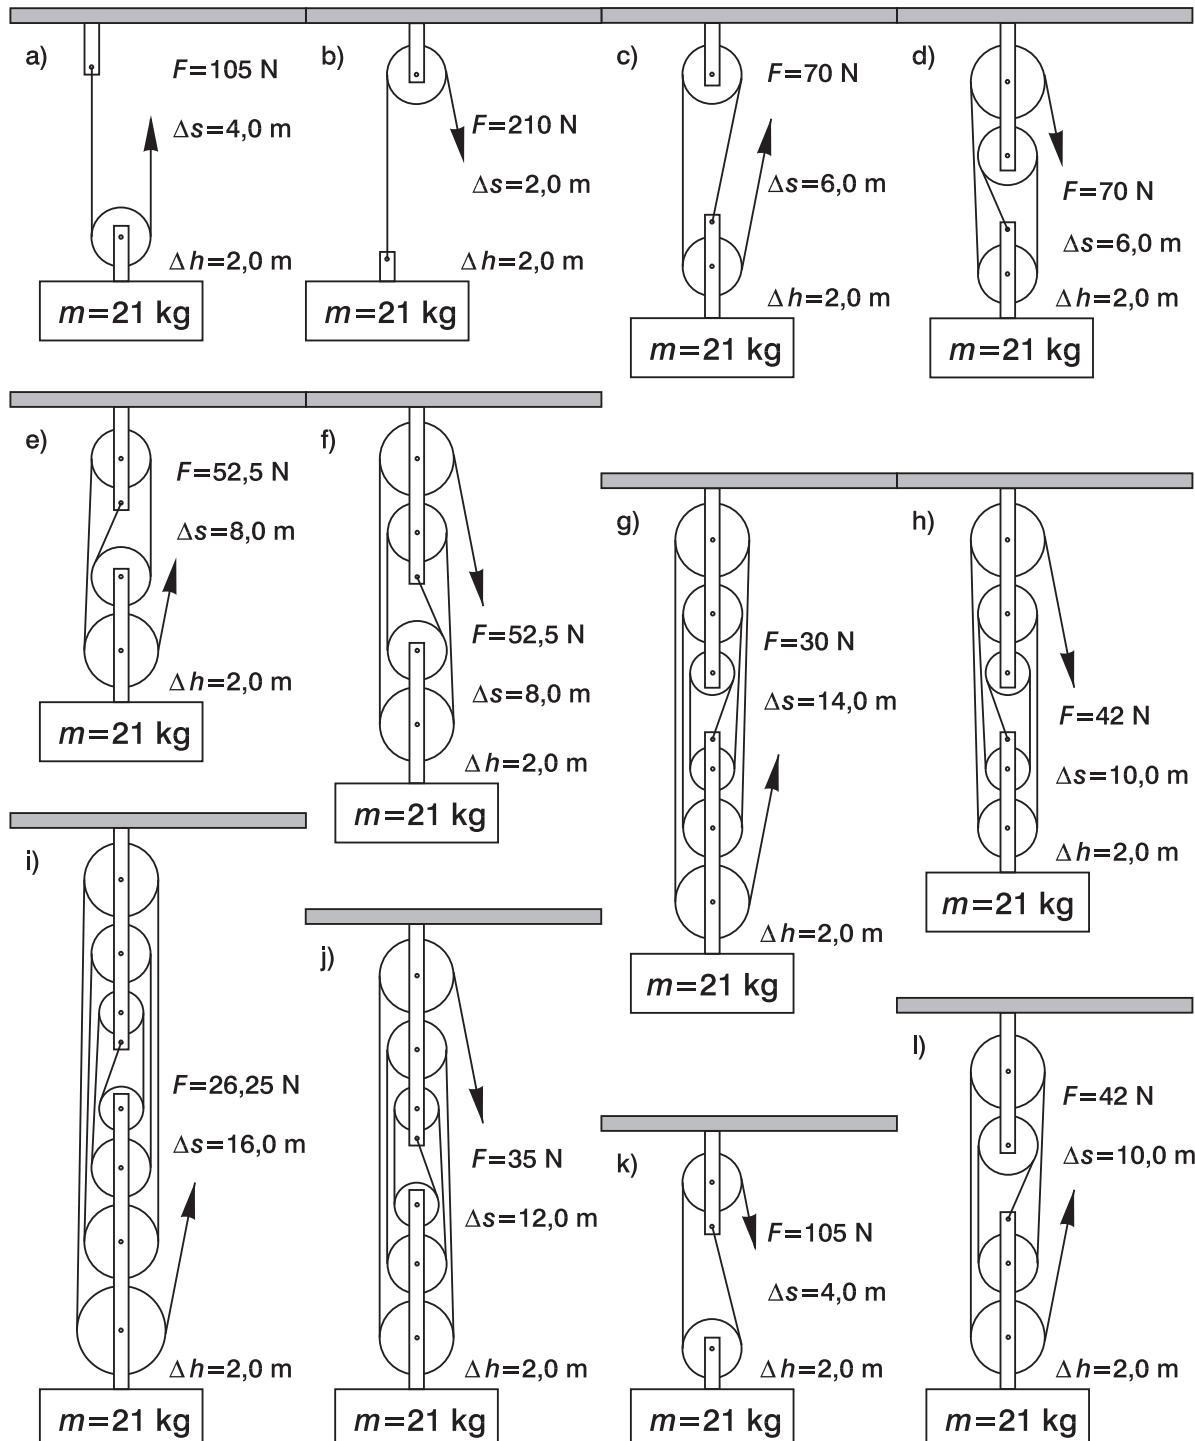 a)
F=105 N
Δs=4,0 m
Δh=2,0 m
m=21 kg
b)
F=210 N
Δs=2,0 m
Δh=2,0 m
m=21 kg
c)
F=70 N
Δs=6,0 m
Δh=2,0 m
m=21 kg
d)
F=70 N
Δs=6,0 m
Δh=2,0 m
m=21 kg
e)
F=52,5 N
Δs=8,0 m
Δh=2,0 m
m=21 kg
f)
F=52,5 N
Δs=8,0 m
Δh=2,0 m
m=21 kg
g)
F=30 N
Δs=14,0 m
Δh=2,0 m
m=21 kg
h)
F=42 N
Δs=10,0 m
Δh=2,0 m
m=21 kg
i)
F=26,25 N
Δs=16,0 m
Δh=2,0 m
m=21 kg
j)
F=35 N
Δs=12,0 m
Δh=2,0 m
m=21 kg
k)
F=105 N
Δs=4,0 m
Δh=2,0 m
m=21 kg
l)
F=42 N
Δs=10,0 m
Δh=2,0 m
m=21 kg